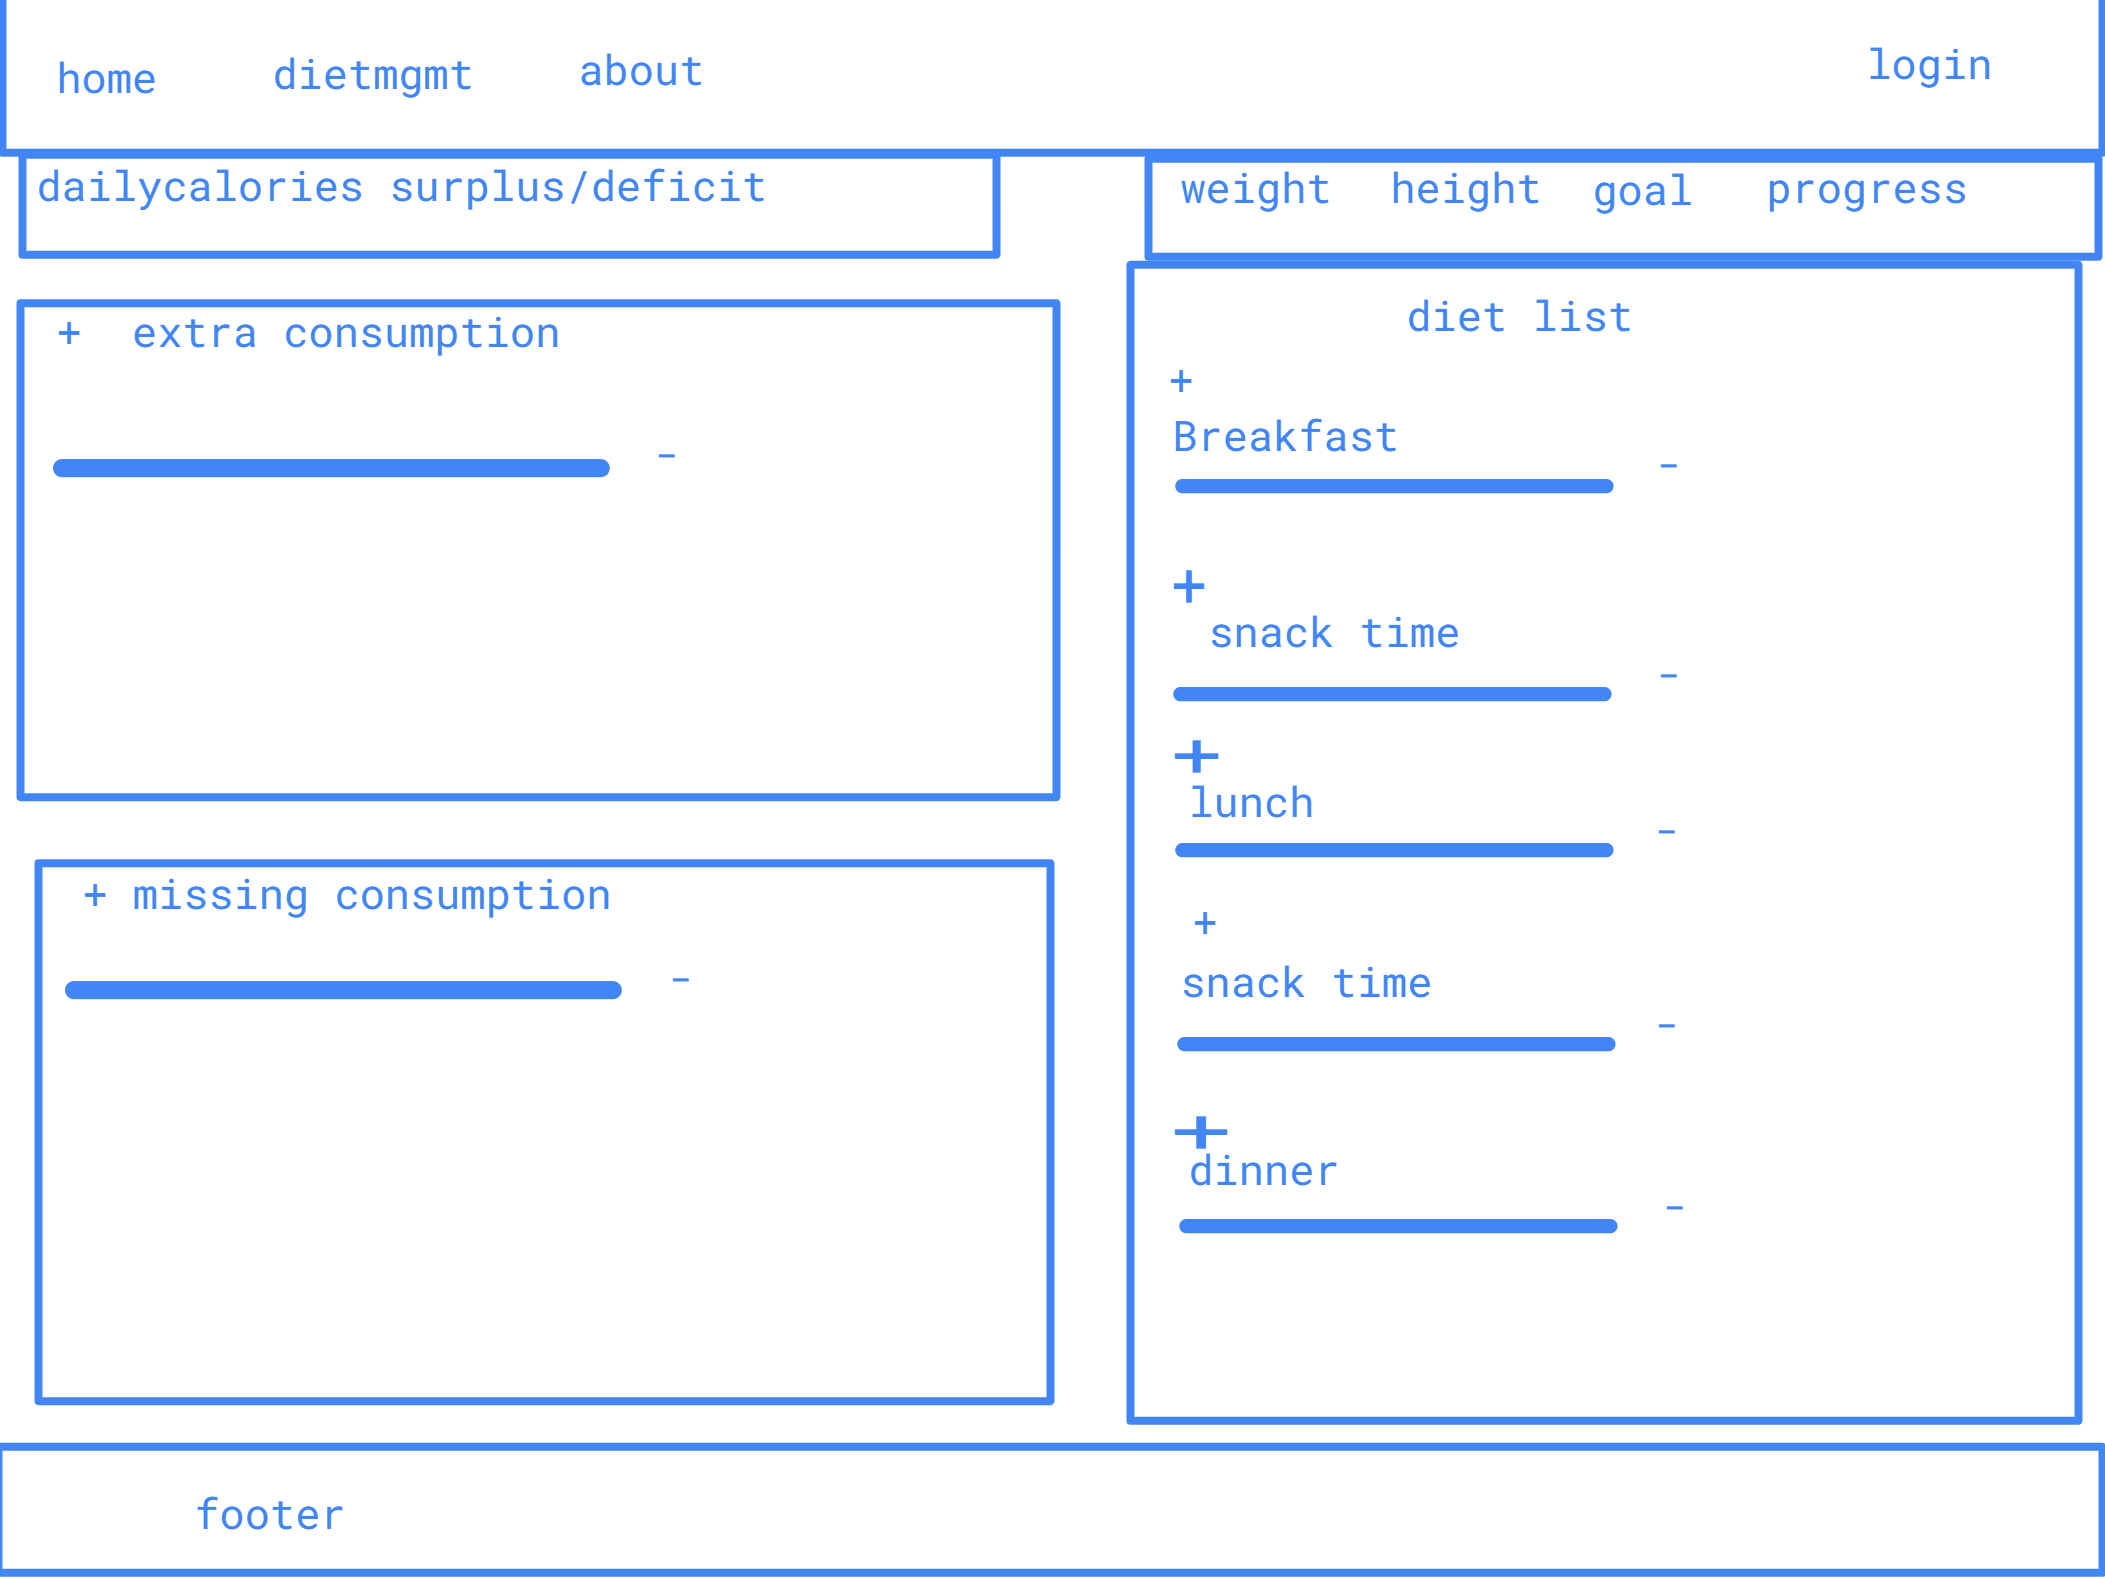 home dietmgmt about login
dailycalories surplus/deficit
weight height goal progress
+ extra consumption
-
+ missing consumption
-
diet list
+
Breakfast
-
+
snack time
-
+
lunch
-
+
snack time
-
+
dinner
-
footer